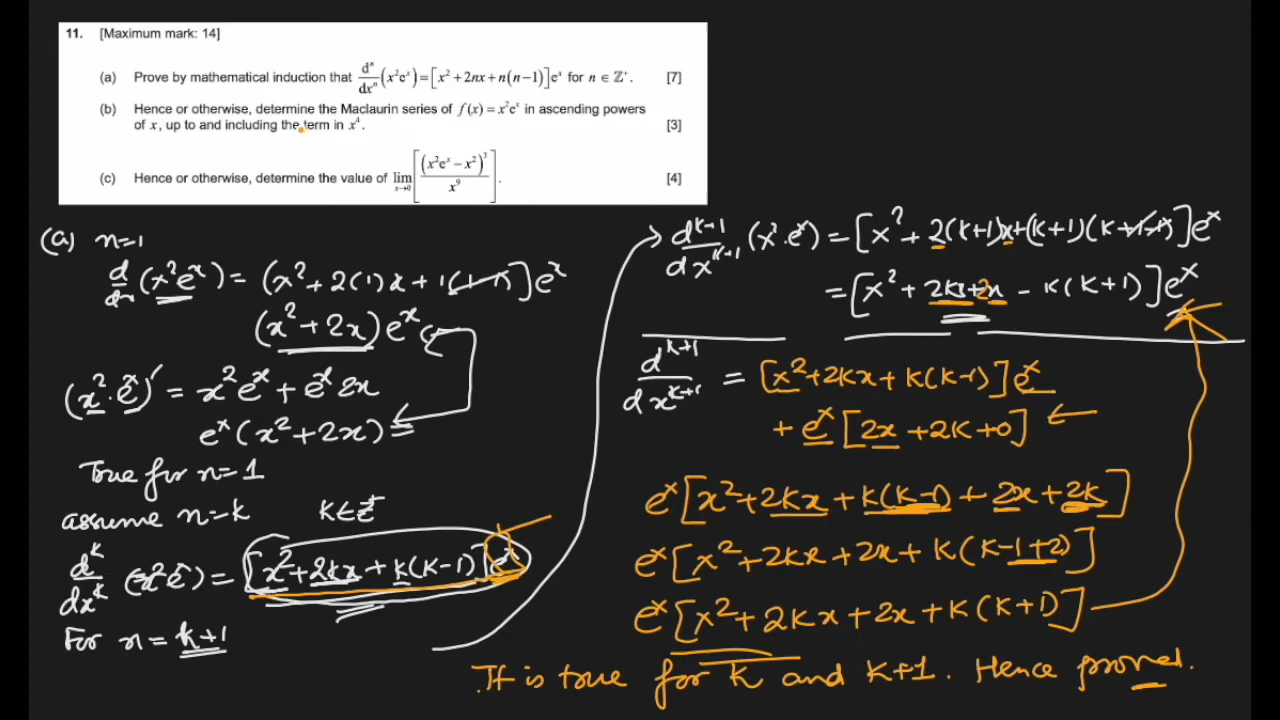 11. [Maximum mark: 14]
(a) Prove by mathematical induction that dⁿ/dxⁿ (x²eˣ) = [x² + 2nx + n(n−1)]eˣ for n ∈ ℤ⁺. [7]
(b) Hence or otherwise, determine the Maclaurin series of f(x) = x²eˣ in ascending powers
of x, up to and including the term in x⁴. [3]
(c) Hence or otherwise, determine the value of lim x→0 [(x²eˣ − x²)³ / x⁹]. [4]
(a) n=1
d/dx (x²eˣ) = (x² + 2(1)x + 1(1-1)] eˣ
(x² + 2x) eˣ
(x² · eˣ)′ = x²eˣ + eˣ 2x
eˣ (x² + 2x) =
True for n=1
assume n=k k∈Z⁺
dᵏ/dxᵏ (x²eˣ) = [x² + 2kx + k(k-1)] eˣ
For n = k+1
dᵏ⁺¹/dxᵏ⁺¹ (x²·eˣ) = [x² + 2(k+1)x + (k+1)(k+1-1)] eˣ
= [x² + 2kx + 2x - k(k+1)] eˣ
dᵏ⁺¹/dxᵏ⁺¹ = [x² + 2kx + k(k-1)] eˣ
+ eˣ [2x + 2k + 0]
eˣ [x² + 2kx + k(k-1) + 2x + 2k]
eˣ [x² + 2kx + 2x + k(k-1+2)]
eˣ [x² + 2kx + 2x + k(k+1)]
It is true for k and k+1. Hence proved.